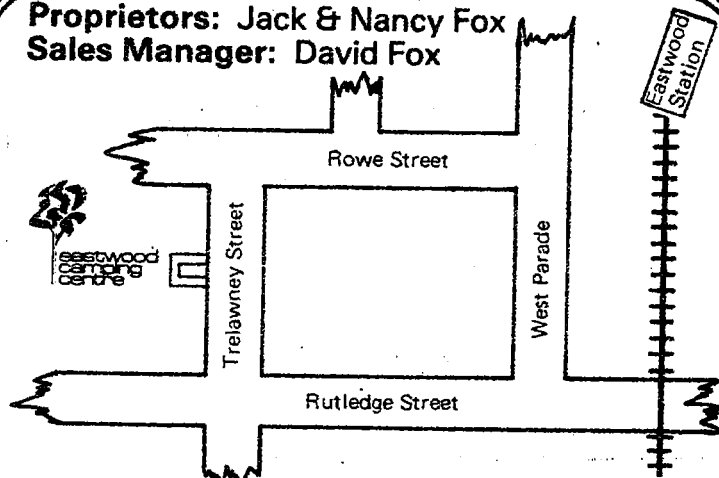 Proprietors: Jack & Nancy Fox
Sales Manager: David Fox
Eastwood
Station
Rowe Street
Trelawney Street
West Parade
eastwood
camping
centre
Rutledge Street